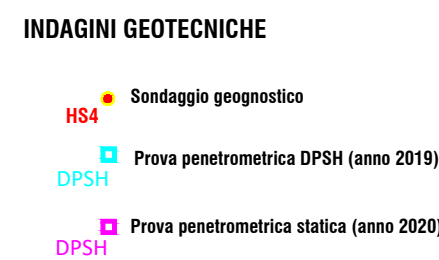 INDAGINI GEOTECNICHE
Sondaggio geognostico
HS4
Prova penetrometrica DPSH (anno 2019)
DPSH
Prova penetrometrica statica (anno 2020)
DPSH